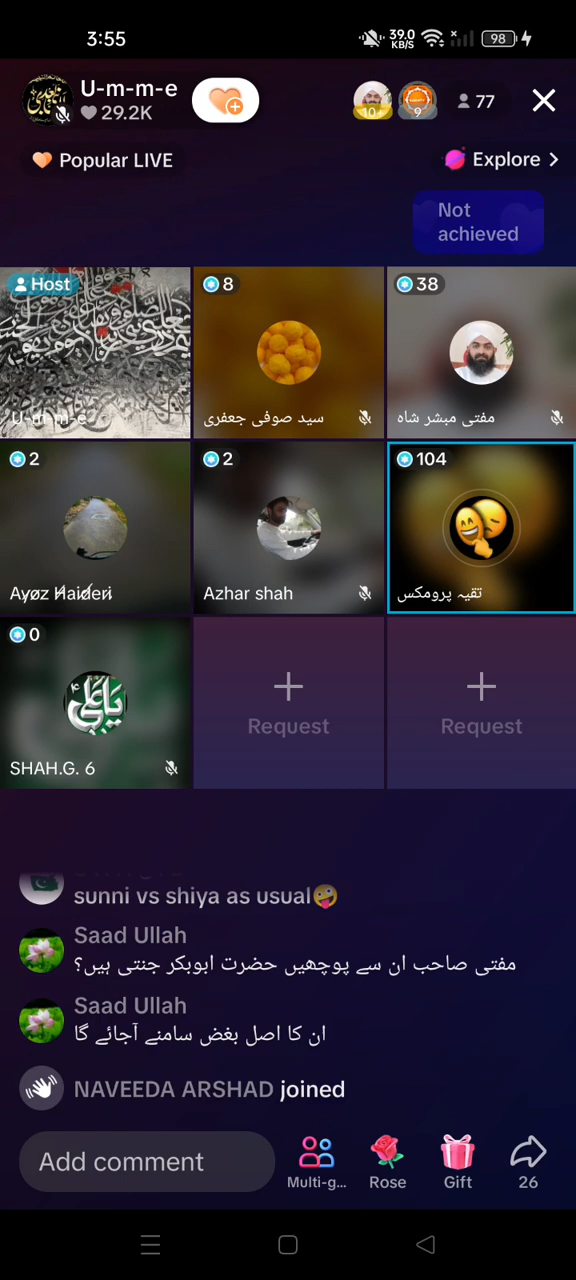 3:55
39.0
KB/S
98
U-m-m-e
29.2K
10
9
77
Popular LIVE
Explore
Not
achieved
Host
U-m-m-e
8
سید صوفی جعفری
38
مفتی مبشر شاہ
2
Ayøz Haideri
2
Azhar shah
104
تقیہ پرومکس
0
یا علی
SHAH.G. 6
Request
Request
sunni vs shiya as usual🤪
Saad Ullah
مفتی صاحب ان سے پوچھیں حضرت ابوبکر جنتی ہیں؟
Saad Ullah
ان کا اصل بغض سامنے آجائے گا
NAVEEDA ARSHAD joined
Add comment
Multi-g...
Rose
Gift
26